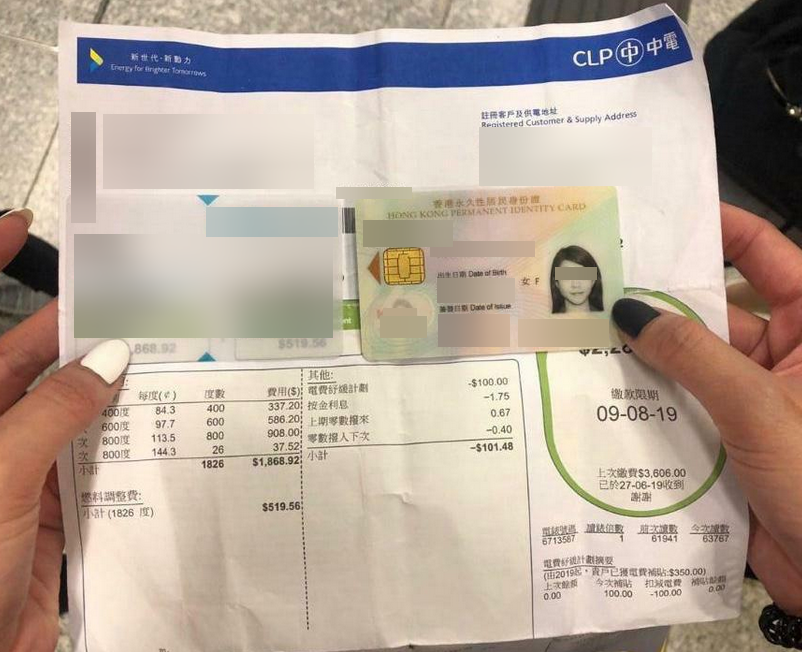 新世代·新動力
Energy for Brighter Tomorrows
CLP 中電
註冊客戶及供電地址
Registered Customer & Supply Address
香港永久性居民身份證
HONG KONG PERMANENT IDENTITY CARD
出生日期 Date of Birth
女 F
簽發日期 Date of Issue
,868.92
$519.56
繳款限期
09-08-19
上次繳費$3,606.00
已於27-06-19收到
謝謝
每度(¢) 度數 費用($)
400度 84.3 400 337.20
次 600度 97.7 600 586.20
次 800度 113.5 800 908.00
次 800度 144.3 26 37.52
小計 1826 $1,868.92
燃料調整費:
小計 (1826 度) $519.56
其他:
電費紓緩計劃 -$100.00
按金利息 -1.75
上期零數撥來 0.67
零數撥入下次 -0.40
小計 -$101.48
電錶號碼 讀錶倍數 前次讀數 今次讀數
6713587 1 61941 63767
電費紓緩計劃摘要
(由2019起，貴戶已獲電費補貼:$350.00)
上次餘額 今次補貼 扣減電費 補貼餘額
0.00 100.00 -100.00 0.00